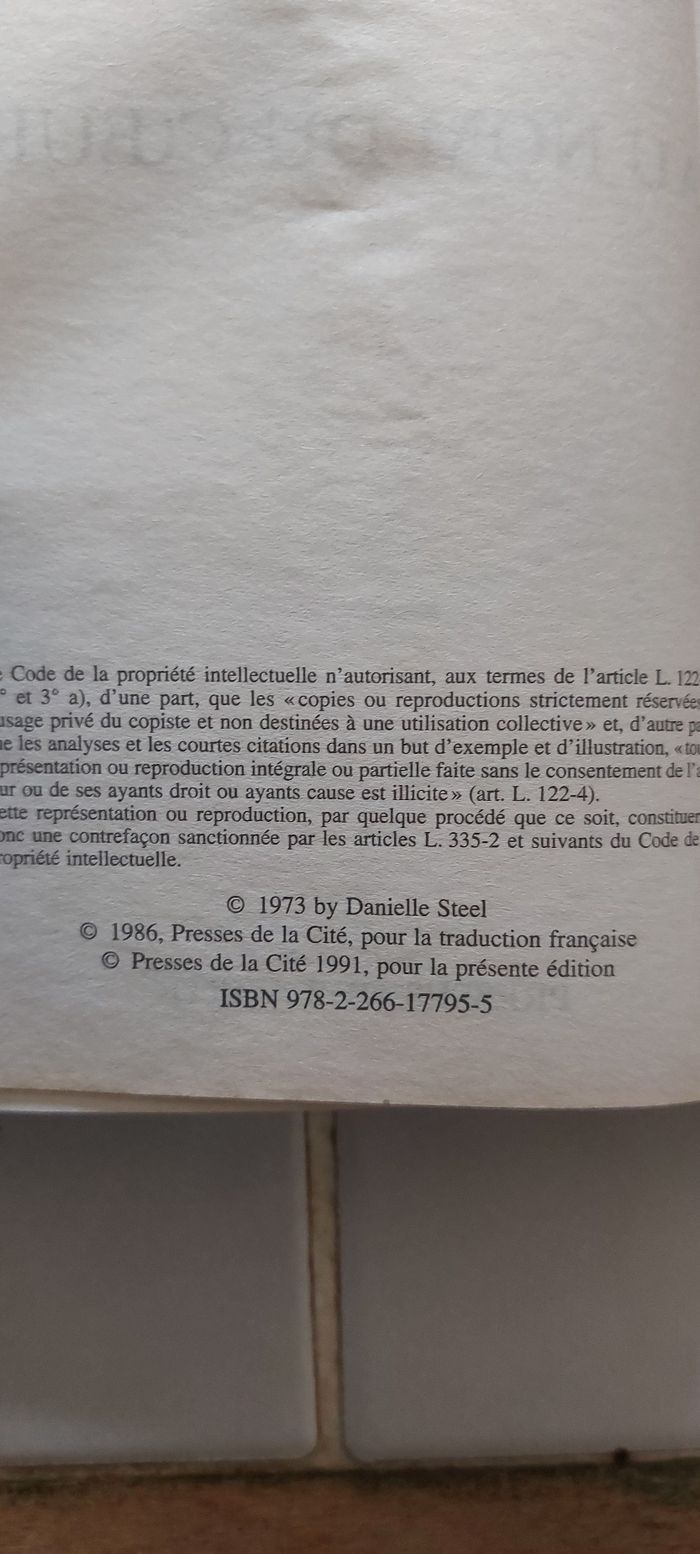 Code de la propriété intellectuelle n'autorisant, aux termes de l'article L. 122
° et 3° a), d'une part, que les « copies ou reproductions strictement réservées
usage privé du copiste et non destinées à une utilisation collective » et, d'autre
les analyses et les courtes citations dans un but d'exemple et d'illustration, «
présentation ou reproduction intégrale ou partielle faite sans le consentement de
ur ou de ses ayants droit ou ayants cause est illicite » (art. L. 122-4).
ette représentation ou reproduction, par quelque procédé que ce soit, constituer
onc une contrefaçon sanctionnée par les articles L. 335-2 et suivants du Code de
ropriété intellectuelle.
© 1973 by Danielle Steel
© 1986, Presses de la Cité, pour la traduction française
© Presses de la Cité 1991, pour la présente édition
ISBN 978-2-266-17795-5